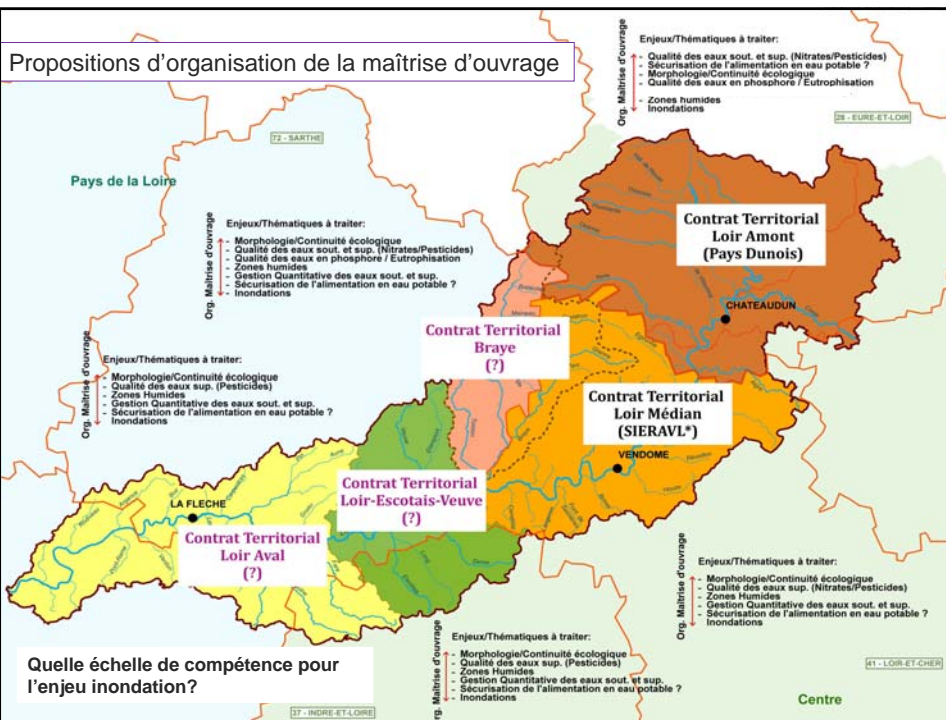 Propositions d'organisation de la maîtrise d'ouvrage
Enjeux/Thématiques à traiter:
Org. Maîtrise d'ouvrage
- Qualité des eaux sout. et sup. (Nitrates/Pesticides)
- Sécurisation de l'alimentation en eau potable ?
- Morphologie/Continuité écologique
- Qualité des eaux en phosphore / Eutrophisation
- Zones humides
Inondations
28 - EURE-ET-LOIR
72 - SARTHE
Pays de la Loire
Enjeux/Thématiques à traiter:
Org. Maîtrise d'ouvrage
- Morphologie/Continuité écologique
- Qualité des eaux sout. et sup. (Nitrates/Pesticides)
- Qualité des eaux en phosphore / Eutrophisation
- Zones humides
- Gestion Quantitative des eaux sout. et sup.
- Sécurisation de l'alimentation en eau potable ?
- Inondations
Contrat Territorial
Loir Amont
(Pays Dunois)
CHATEAUDUN
Contrat Territorial
Braye
(?)
Enjeux/Thématiques à traiter:
Org. Maîtrise d'ouvrage
- Morphologie/Continuité écologique
- Qualité des eaux sup. (Pesticides)
- Zones Humides
- Gestion Quantitative des eaux sout. et sup.
- Sécurisation de l'alimentation en eau potable ?
- Inondations
Contrat Territorial
Loir Médian
(SIERAVL*)
VENDOME
Contrat Territorial
Loir-Escotais-Veuve
(?)
LA FLECHE
Contrat Territorial
Loir Aval
(?)
Enjeux/Thématiques à traiter:
Org. Maîtrise d'ouvrage
- Morphologie/Continuité écologique
- Qualité des eaux sup. (Nitrates/Pesticides)
- Zones Humides
- Gestion Quantitative des eaux sout. et sup.
- Sécurisation de l'alimentation en eau potable ?
Inondations
Enjeux/Thématiques à traiter:
Org. Maîtrise d'ouvrage
- Morphologie/Continuité écologique
- Qualité des eaux sup. (Pesticides)
- Zones Humides
- Gestion Quantitative des eaux sout. et sup.
- Sécurisation de l'alimentation en eau potable ?
- Inondations
Quelle échelle de compétence pour
l'enjeu inondation?
41 - LOIR-ET-CHER
Centre
37 - INDRE-ET-LOIRE